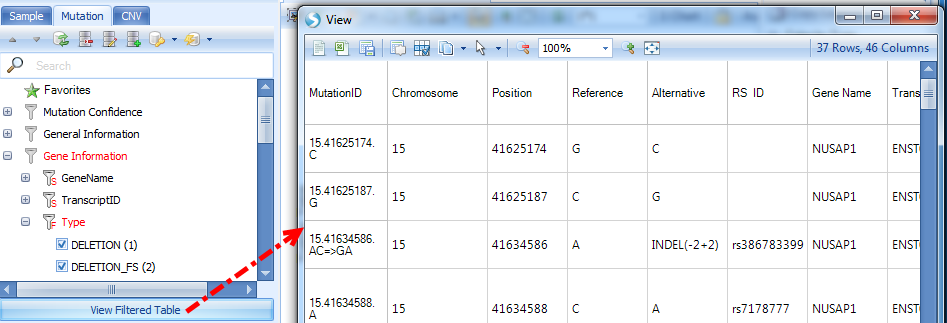 Sample Mutation CNV
Search
Favorites
Mutation Confidence
General Information
Gene Information
GeneName
TranscriptID
Type
DELETION (1)
DELETION_FS (2)
View Filtered Table
View
100% 37 Rows, 46 Columns
MutationID Chromosome Position Reference Alternative RS ID Gene Name Trans
15.41625174.
C 15 41625174 G C NUSAP1 ENST
15.41625187.
G 15 41625187 C G NUSAP1 ENST
15.41634586.
AC=>GA 15 41634586 A INDEL(-2+2) rs386783399 NUSAP1 ENST
15.41634588.
A 15 41634588 C A rs7178777 NUSAP1 ENST